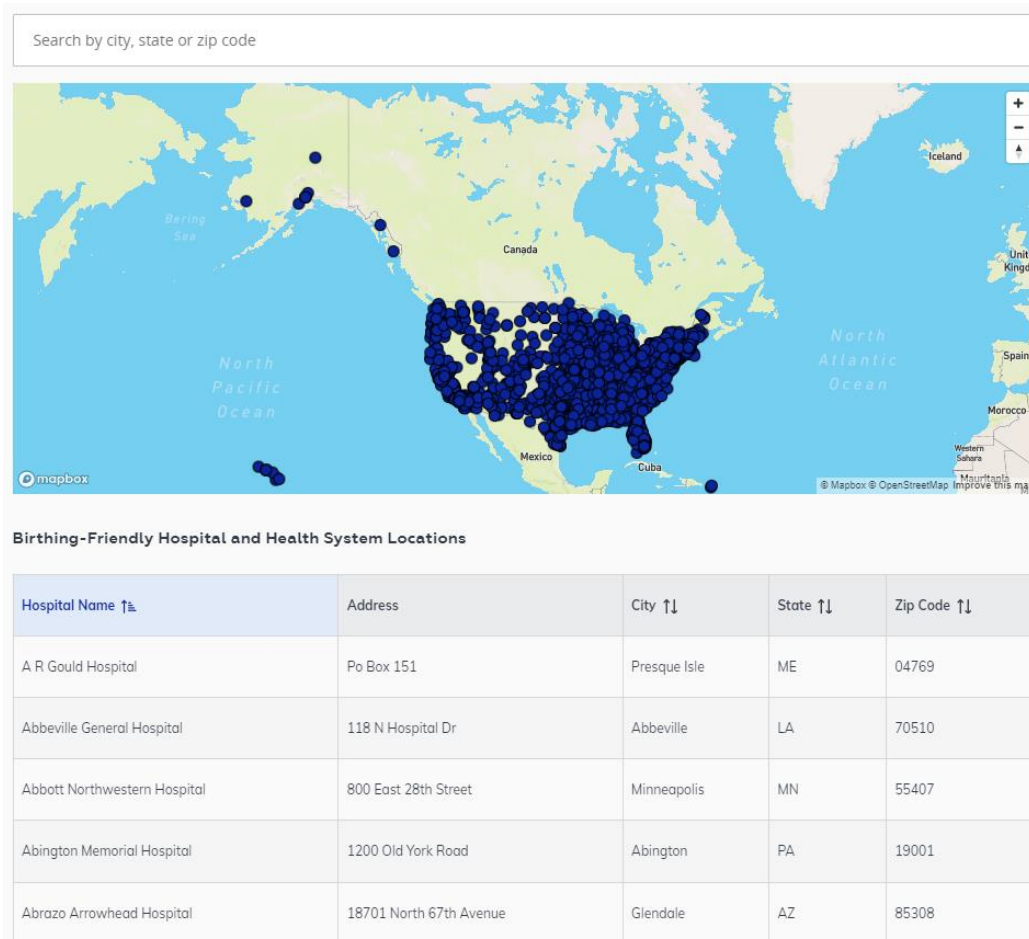 Search by city, state or zip code
Iceland
Bering
Sea
Canada
Unit
Kingd
North
Pacific
Ocean
North
Atlantic
Ocean
Spain
Morocco
Mexico
Cuba
Western
Sahara
Mauritania
mapbox
© Mapbox © OpenStreetMap Improve this ma
Birthing-Friendly Hospital and Health System Locations
Hospital Name Address City State Zip Code
A R Gould Hospital Po Box 151 Presque Isle ME 04769
Abbeville General Hospital 118 N Hospital Dr Abbeville LA 70510
Abbott Northwestern Hospital 800 East 28th Street Minneapolis MN 55407
Abington Memorial Hospital 1200 Old York Road Abington PA 19001
Abrazo Arrowhead Hospital 18701 North 67th Avenue Glendale AZ 85308